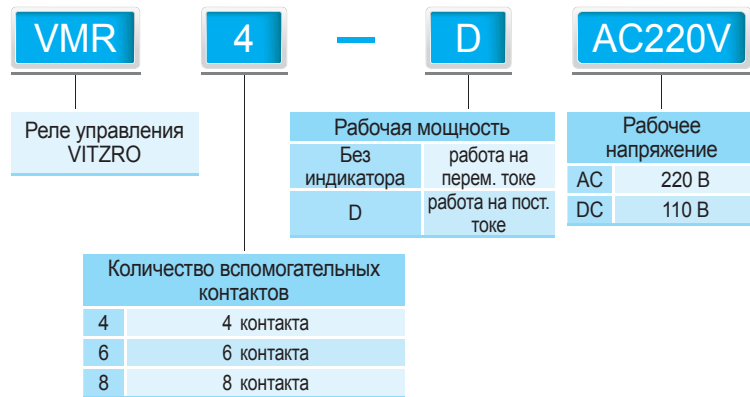 VMR 4 – D AC220V
Реле управления
VITZRO
Рабочая мощность
Без
индикатора
работа на
перем. токе
D
работа на пост.
токе
Рабочее
напряжение
AC 220 В
DC 110 В
Количество вспомогательных
контактов
4 4 контакта
6 6 контакта
8 8 контакта